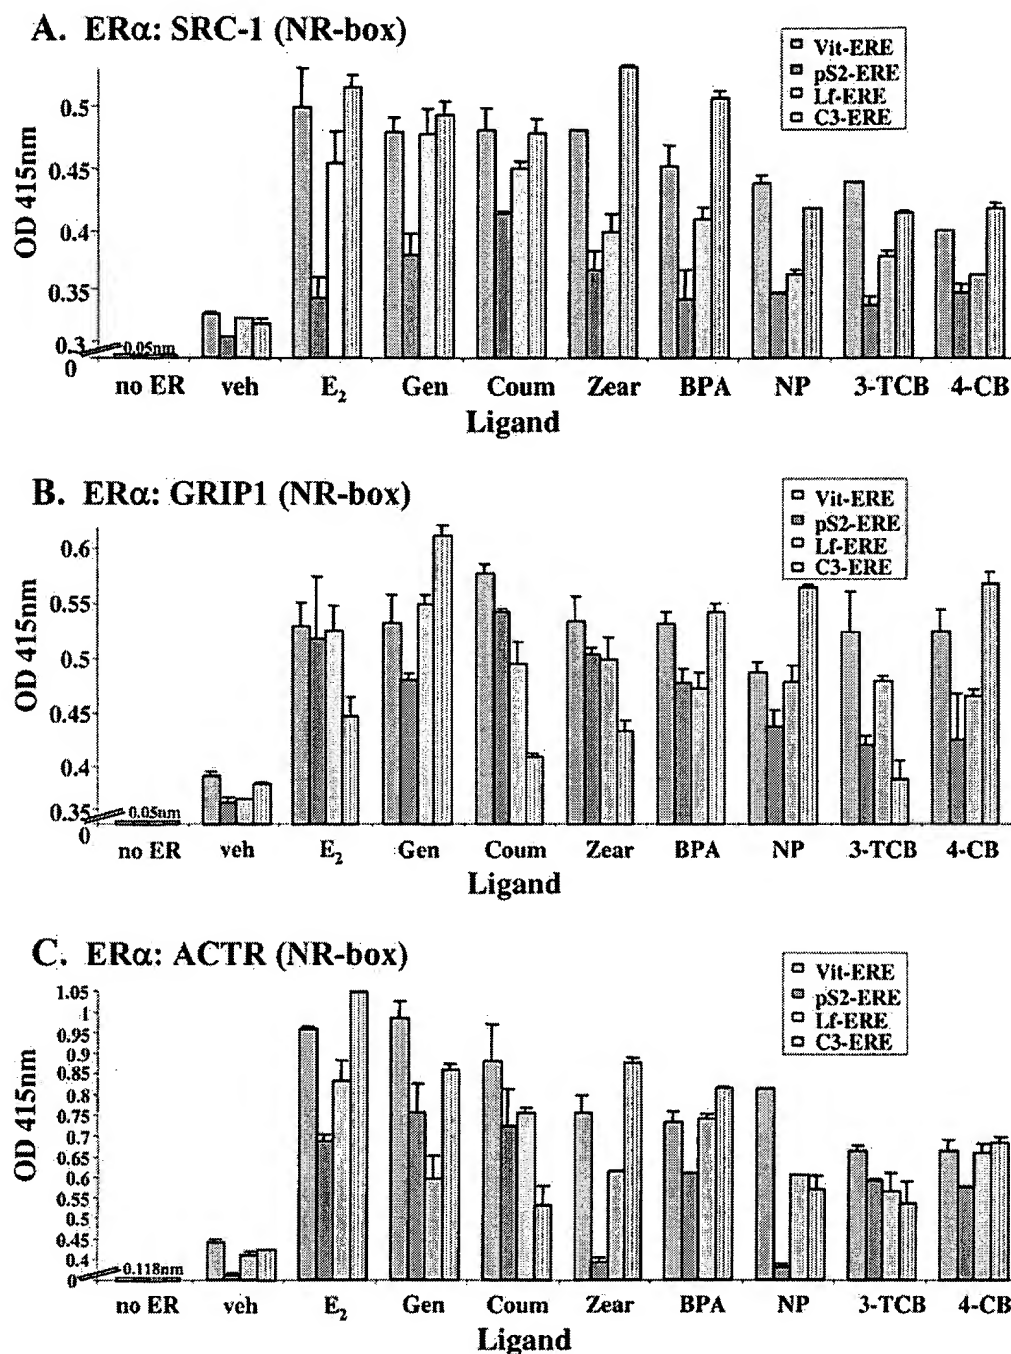 A. ERα: SRC-1 (NR-box)
Vit-ERE
pS2-ERE
Lf-ERE
C3-ERE
OD 415nm
0.5
0.45
0.4
0.35
0.3
0
0.05nm
no ER veh E2 Gen Coum Zear BPA NP 3-TCB 4-CB
Ligand
B. ERα: GRIP1 (NR-box)
Vit-ERE
pS2-ERE
Lf-ERE
C3-ERE
OD 415nm
0.6
0.55
0.5
0.45
0.4
0.35
0
0.05nm
no ER veh E2 Gen Coum Zear BPA NP 3-TCB 4-CB
Ligand
C. ERα: ACTR (NR-box)
Vit-ERE
pS2-ERE
Lf-ERE
C3-ERE
OD 415nm
1.05
1
0.95
0.9
0.85
0.8
0.75
0.7
0.65
0.6
0.55
0.5
0.45
0.4
0
0.118nm
no ER veh E2 Gen Coum Zear BPA NP 3-TCB 4-CB
Ligand